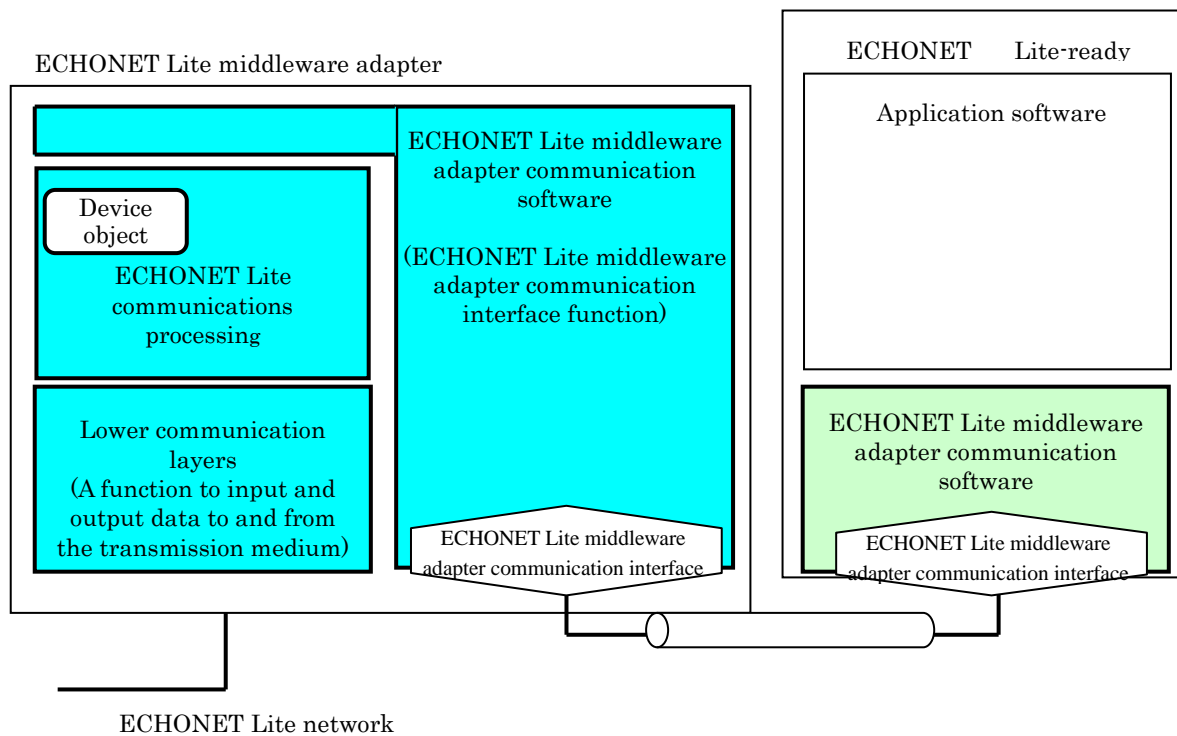 ECHONET Lite middleware adapter
ECHONET Lite middleware
adapter communication
software
(ECHONET Lite middleware
adapter communication
interface function)
Device
object
ECHONET Lite
communications
processing
Lower communication
layers
(A function to input and
output data to and from
the transmission medium)
ECHONET Lite middleware
adapter communication interface
ECHONET Lite network
ECHONET Lite-ready
Application software
ECHONET Lite middleware
adapter communication
software
ECHONET Lite middleware
adapter communication interface